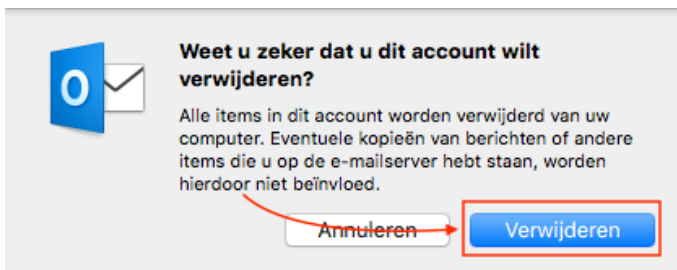 Weet u zeker dat u dit account wilt
verwijderen?
Alle items in dit account worden verwijderd van uw
computer. Eventuele kopieën van berichten of andere
items die u op de e-mailserver hebt staan, worden
hierdoor niet beïnvloed.
Annuleren
Verwijderen